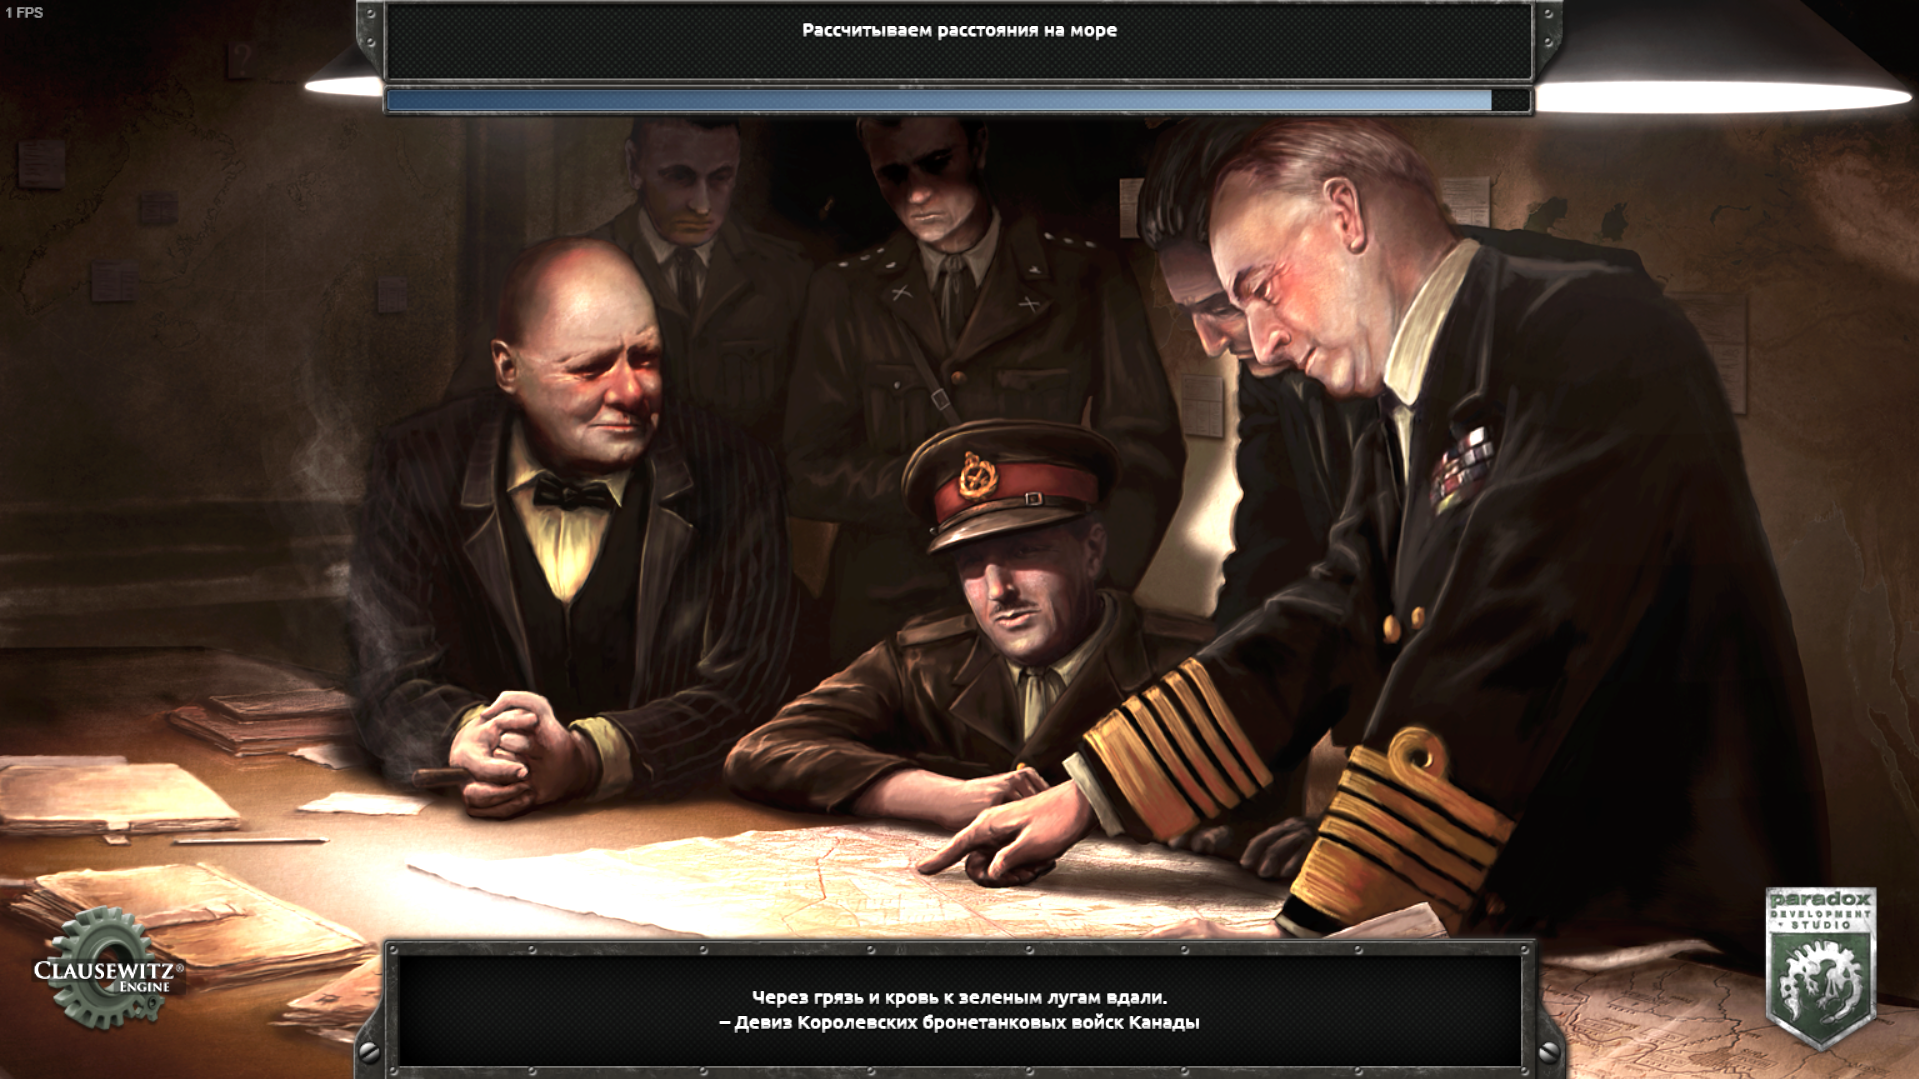 1 FPS
Рассчитываем расстояния на море
CLAUSEWITZ®
ENGINE
paradox
DEVELOPMENT
STUDIO
Через грязь и кровь к зеленым лугам вдали.
– Девиз Королевских бронетанковых войск Канады